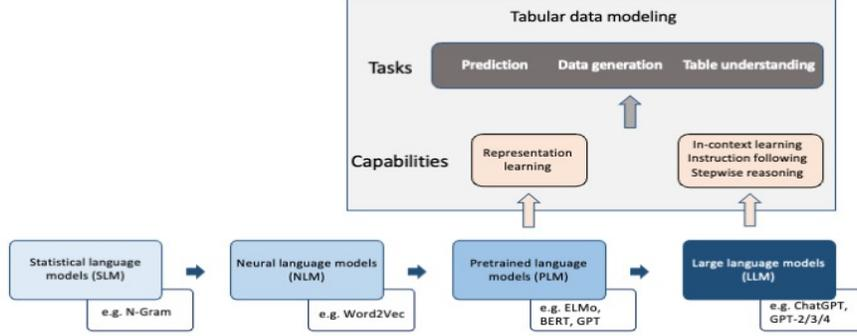 Tabular data modeling
Tasks
Prediction Data generation Table understanding
Capabilities
Representation
learning
In-context learning
Instruction following
Stepwise reasoning
Statistical language
models (SLM)
e.g. N-Gram
Neural language models
(NLM)
e.g. Word2Vec
Pretrained language
models (PLM)
e.g. ELMo,
BERT, GPT
Large language models
(LLM)
e.g. ChatGPT,
GPT-2/3/4